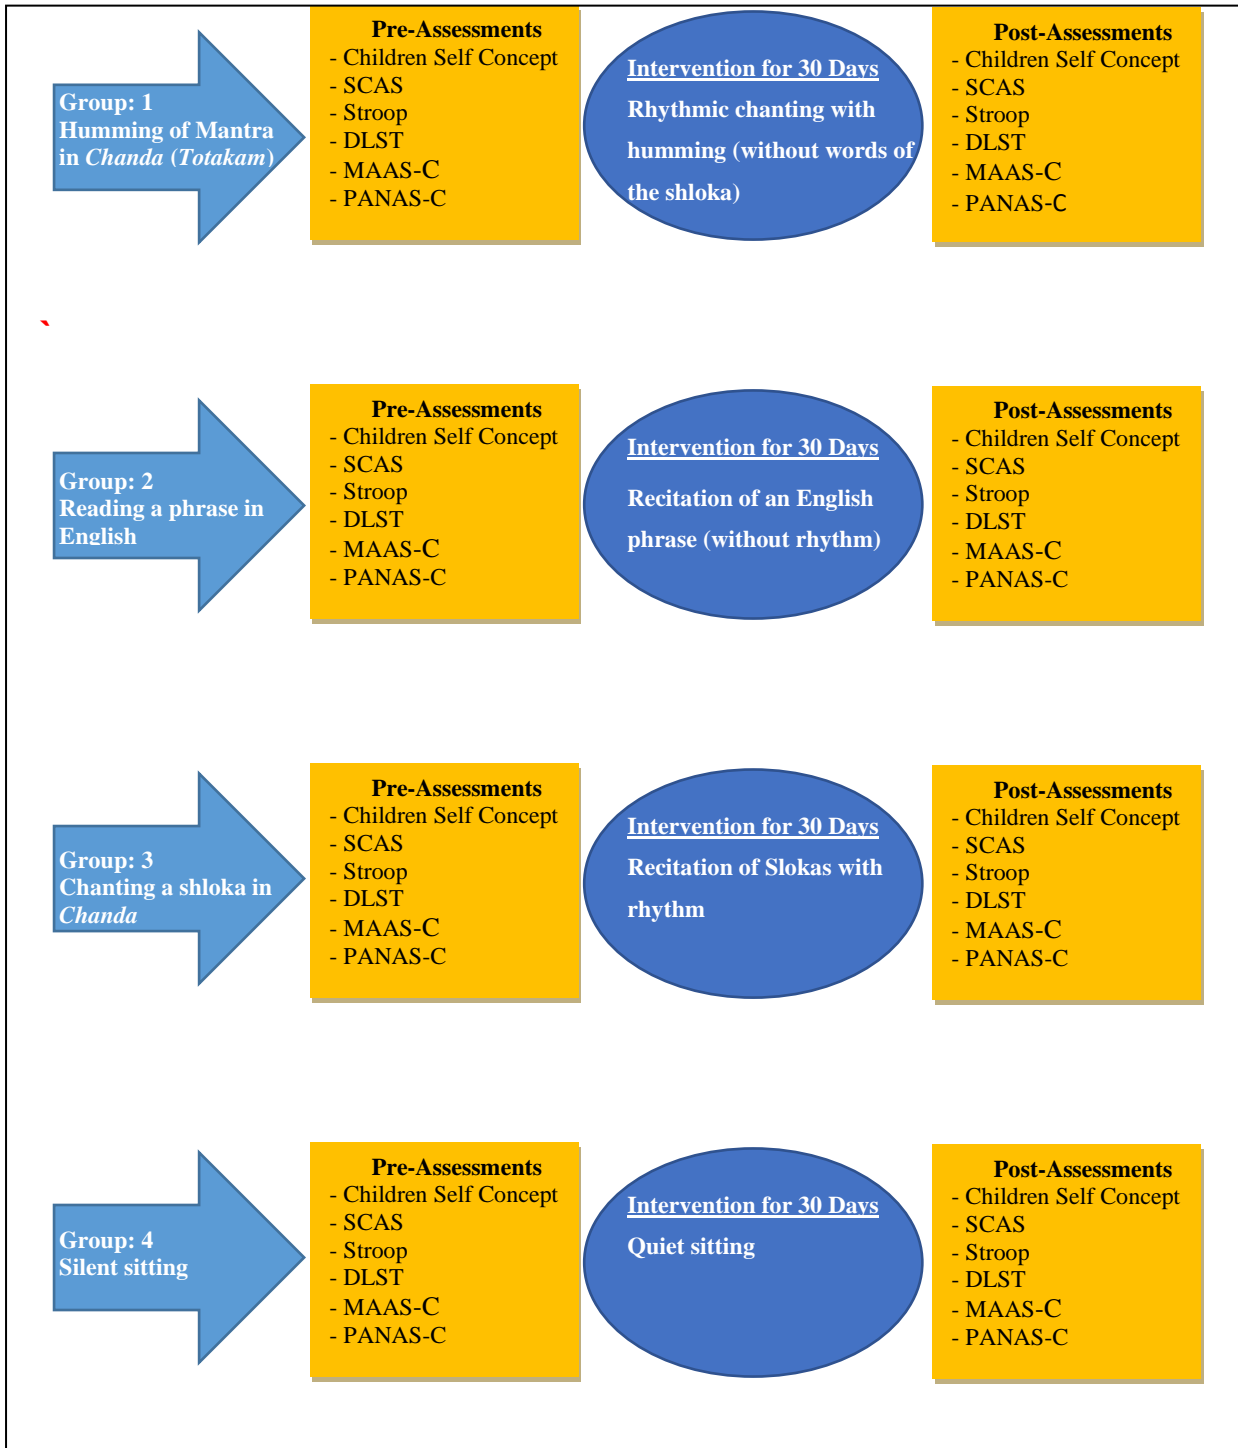 Group: 1
Humming of Mantra
in Chanda (Totakam)
Pre-Assessments
- Children Self Concept
- SCAS
- Stroop
- DLST
- MAAS-C
- PANAS-C
Intervention for 30 Days
Rhythmic chanting with
humming (without words of
the shloka)
Post-Assessments
- Children Self Concept
- SCAS
- Stroop
- DLST
- MAAS-C
- PANAS-C
`
Group: 2
Reading a phrase in
English
Pre-Assessments
- Children Self Concept
- SCAS
- Stroop
- DLST
- MAAS-C
- PANAS-C
Intervention for 30 Days
Recitation of an English
phrase (without rhythm)
Post-Assessments
- Children Self Concept
- SCAS
- Stroop
- DLST
- MAAS-C
- PANAS-C
Group: 3
Chanting a shloka in
Chanda
Pre-Assessments
- Children Self Concept
- SCAS
- Stroop
- DLST
- MAAS-C
- PANAS-C
Intervention for 30 Days
Recitation of Slokas with
rhythm
Post-Assessments
- Children Self Concept
- SCAS
- Stroop
- DLST
- MAAS-C
- PANAS-C
Group: 4
Silent sitting
Pre-Assessments
- Children Self Concept
- SCAS
- Stroop
- DLST
- MAAS-C
- PANAS-C
Intervention for 30 Days
Quiet sitting
Post-Assessments
- Children Self Concept
- SCAS
- Stroop
- DLST
- MAAS-C
- PANAS-C